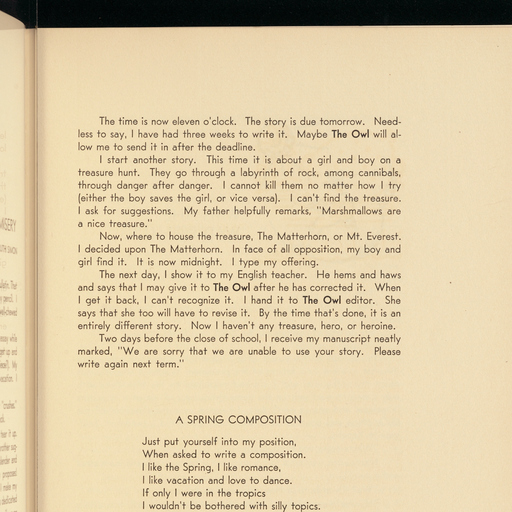 The time is now eleven o'clock. The story is due tomorrow. Need-
less to say, I have had three weeks to write it. Maybe The Owl will al-
low me to send it in after the deadline.
I start another story. This time it is about a girl and boy on a
treasure hunt. They go through a labyrinth of rock, among cannibals,
through danger after danger. I cannot kill them no matter how I try
(either the boy saves the girl, or vice versa). I can't find the treasure.
I ask for suggestions. My father helpfully remarks, "Marshmallows are
a nice treasure."
Now, where to house the treasure, The Matterhorn, or Mt. Everest.
I decided upon The Matterhorn. In face of all opposition, my boy and
girl find it. It is now midnight. I type my offering.
The next day, I show it to my English teacher. He hems and haws
and says that I may give it to The Owl after he has corrected it. When
I get it back, I can't recognize it. I hand it to The Owl editor. She
says that she too will have to revise it. By the time that's done, it is an
entirely different story. Now I haven't any treasure, hero, or heroine.
Two days before the close of school, I receive my manuscript neatly
marked, "We are sorry that we are unable to use your story. Please
write again next term."
A SPRING COMPOSITION
Just put yourself into my position,
When asked to write a composition.
I like the Spring, I like romance,
I like vacation and love to dance.
If only I were in the tropics
I wouldn't be bothered with silly topics.